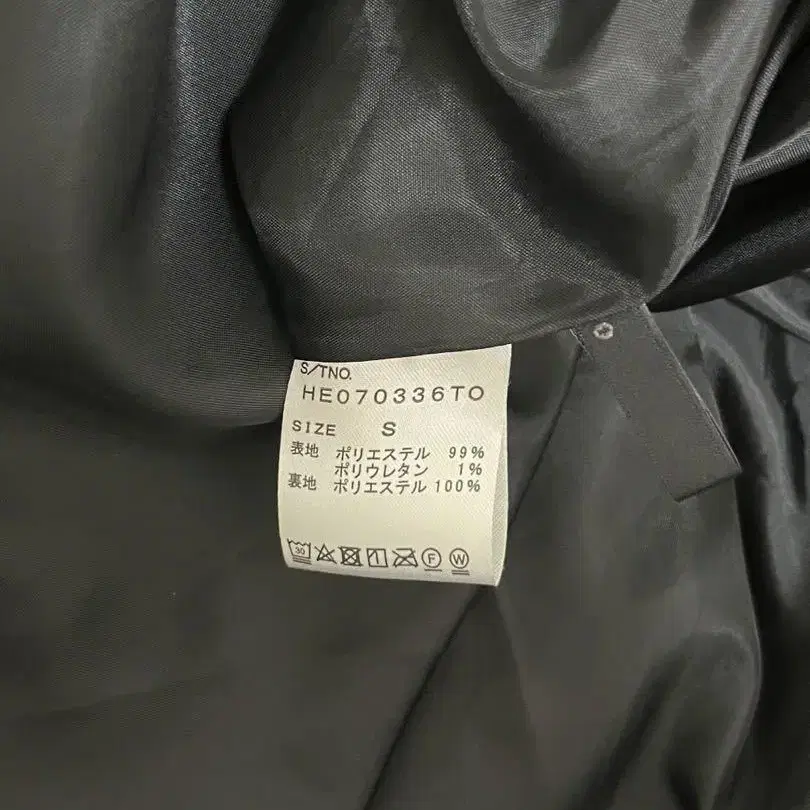 S/TNO.
HE070336TO
SIZE S
表地 ポリエステル 99%
ポリウレタン 1%
裏地 ポリエステル 100%
30 F W